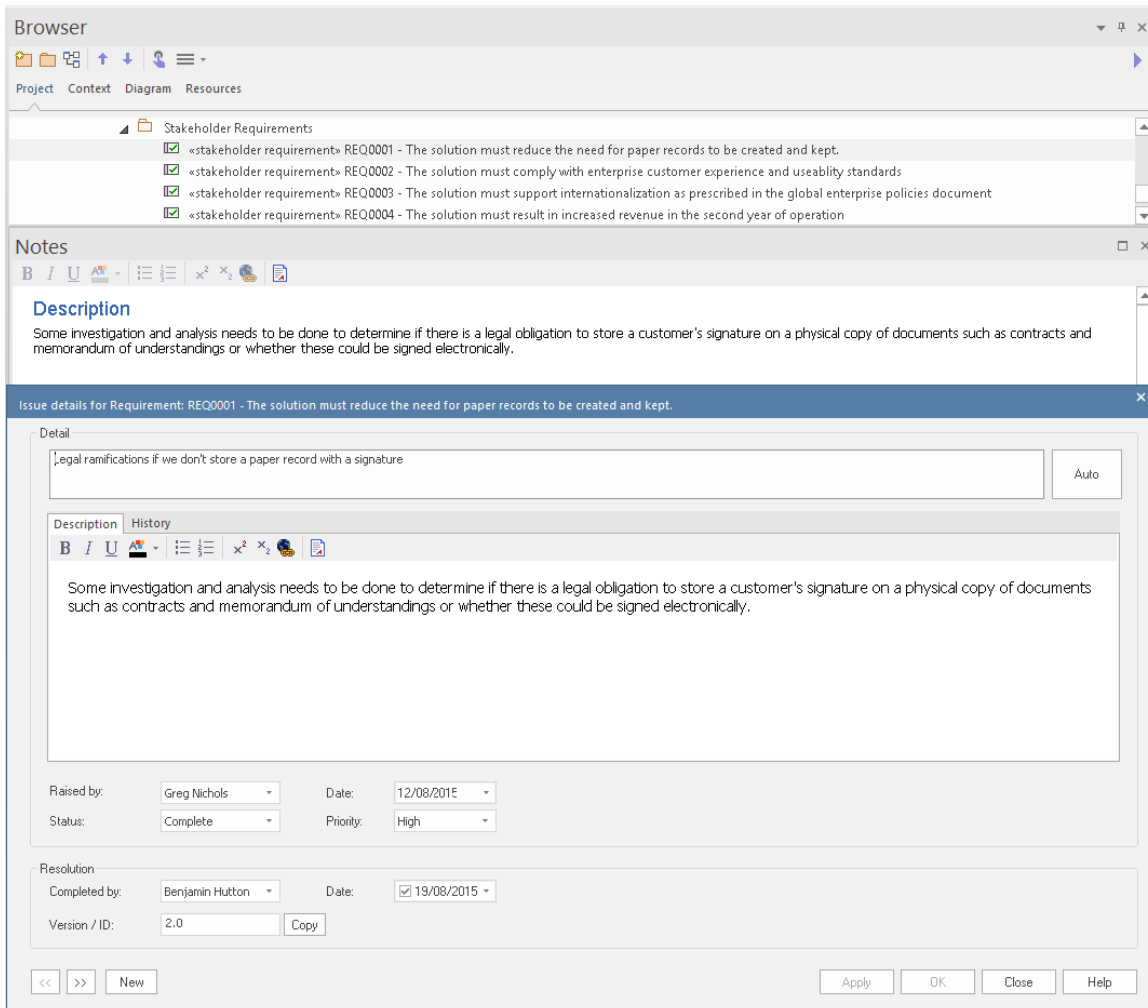 Browser
Project Context Diagram Resources
Stakeholder Requirements
«stakeholder requirement» REQ0001 - The solution must reduce the need for paper records to be created and kept.
«stakeholder requirement» REQ0002 - The solution must comply with enterprise customer experience and useablity standards
«stakeholder requirement» REQ0003 - The solution must support internationalization as prescribed in the global enterprise policies document
«stakeholder requirement» REQ0004 - The solution must result in increased revenue in the second year of operation
Notes
B I U x² ×₂
Description
Some investigation and analysis needs to be done to determine if there is a legal obligation to store a customer's signature on a physical copy of documents such as contracts and
memorandum of understandings or whether these could be signed electronically.
Issue details for Requirement: REQ0001 - The solution must reduce the need for paper records to be created and kept.
Detail
Legal ramifications if we don't store a paper record with a signature
Auto
Description History
B I U x² ×₂
Some investigation and analysis needs to be done to determine if there is a legal obligation to store a customer's signature on a physical copy of documents
such as contracts and memorandum of understandings or whether these could be signed electronically.
Raised by: Greg Nichols Date: 12/08/2015
Status: Complete Priority: High
Resolution
Completed by: Benjamin Hutton Date: 19/08/2015
Version / ID: 2.0 Copy
<< >> New Apply OK Close Help